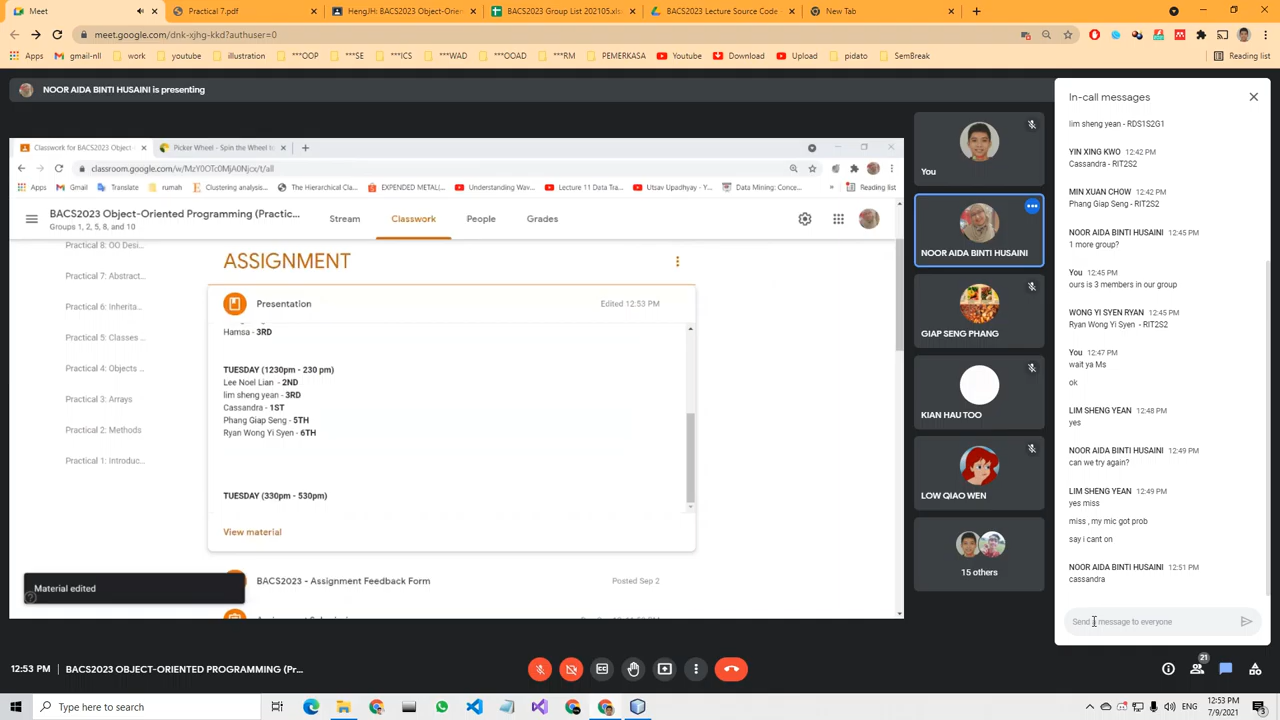 Meet
Practical 7.pdf
HengJH: BACS2023 Object-Orie
BACS2023 Group List 202105.xls
BACS2023 Lecture Source Code -
New Tab
meet.google.com/dnk-xjhg-kkd?authuser=0
Apps
gmail-nll
work
youtube
illustration
***OOP
***SE
***ICS
***WAD
***OOAD
***RM
PEMERKASA
Youtube
Download
Upload
pidato
SemBreak
Reading list
NOOR AIDA BINTI HUSAINI is presenting
Classwork for BACS2023 Object
Picker Wheel - Spin the Wheel to
classroom.google.com/w/MzY0OTc0MjA0Njcx/t/all
Apps
Gmail
Translate
rumah
Clustering analysis...
The Hierarchical Cla...
EXPENDED METAL(...
Understanding Wav...
Lecture 11 Data Tra...
Utsav Upadhyay - Y...
Data Mining: Conce...
»
Reading list
BACS2023 Object-Oriented Programming (Practic...
Groups 1, 2, 5, 8, and 10
Stream
Classwork
People
Grades
Practical 8: OO Desi...
Practical 7: Abstract...
Practical 6: Inherita...
Practical 5: Classes ...
Practical 4: Objects ...
Practical 3: Arrays
Practical 2: Methods
Practical 1: Introduc...
ASSIGNMENT
Presentation
Edited 12:53 PM
Hamsa - 3RD
TUESDAY (1230pm - 230 pm)
Lee Noel Lian - 2ND
lim sheng yean - 3RD
Cassandra - 1ST
Phang Giap Seng - 5TH
Ryan Wong Yi Syen - 6TH
TUESDAY (330pm - 530pm)
View material
BACS2023 - Assignment Feedback Form
Posted Sep 2
Material edited
You
NOOR AIDA BINTI HUSAINI
GIAP SENG PHANG
KIAN HAU TOO
LOW QIAO WEN
15 others
In-call messages
lim sheng yean - RDS1S2G1
YIN XING KWO 12:42 PM
Cassandra - RIT2S2
MIN XUAN CHOW 12:42 PM
Phang Giap Seng - RIT2S2
NOOR AIDA BINTI HUSAINI 12:45 PM
1 more group?
You 12:45 PM
ours is 3 members in our group
WONG YI SYEN RYAN 12:45 PM
Ryan Wong Yi Syen - RIT2S2
You 12:47 PM
wait ya Ms
ok
LIM SHENG YEAN 12:48 PM
yes
NOOR AIDA BINTI HUSAINI 12:49 PM
can we try again?
LIM SHENG YEAN 12:49 PM
yes miss
miss , my mic got prob
say i cant on
NOOR AIDA BINTI HUSAINI 12:51 PM
cassandra
Send a message to everyone
12:53 PM
BACS2023 OBJECT-ORIENTED PROGRAMMING (Pr...
21
Type here to search
ENG
12:53 PM
7/9/2021
3